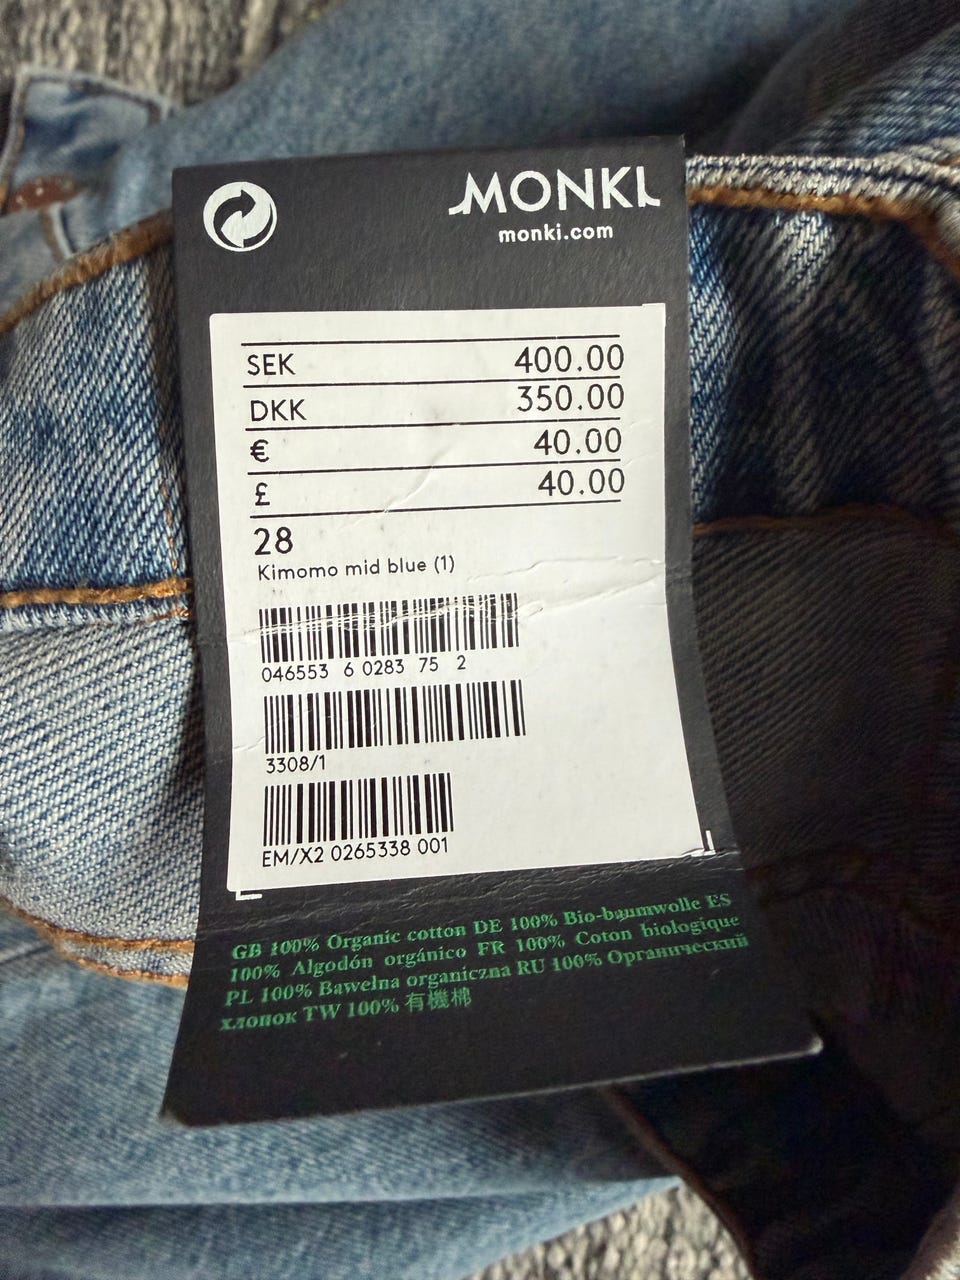 MONKI
monki.com
SEK 400.00
DKK 350.00
€ 40.00
£ 40.00
28
Kimomo mid blue (1)
046553 6 0283 75 2
3308/1
EM/X2 0265338 001
GB 100% Organic cotton DE 100% Bio-baumwolle ES
100% Algodón orgánico FR 100% Coton biologique
PL 100% Bawełna organiczna RU 100% Органический
хлопок TW 100% 有機棉